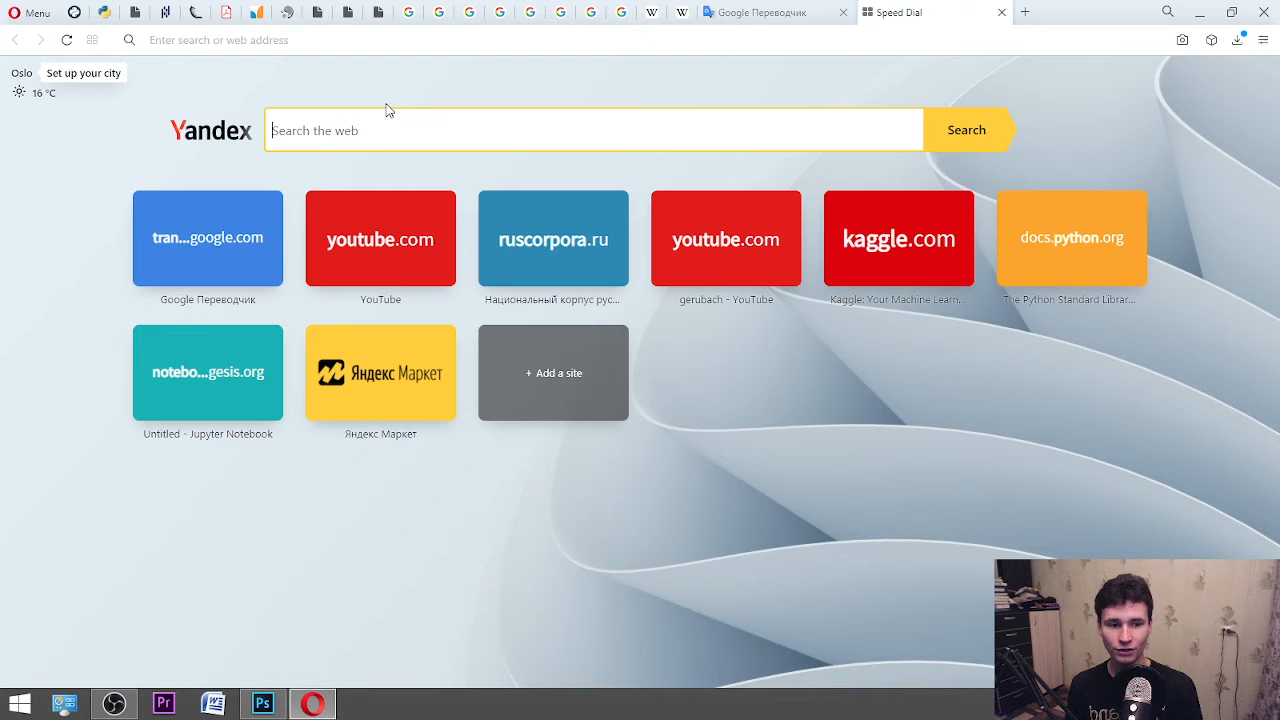 Menu
Google Переводчик
Speed Dial
Enter search or web address
Oslo
Set up your city
16 °C
Yandex
Search the web
Search
tran...google.com
youtube.com
ruscorpora.ru
youtube.com
kaggle.com
docs.python.org
Google Переводчик
YouTube
Национальный корпус рус...
gerubach - YouTube
Kaggle: Your Machine Learn...
The Python Standard Librar...
notebo...gesis.org
Яндекс Маркет
+ Add a site
Untitled - Jupyter Notebook
Яндекс Маркет
Pr
Ps